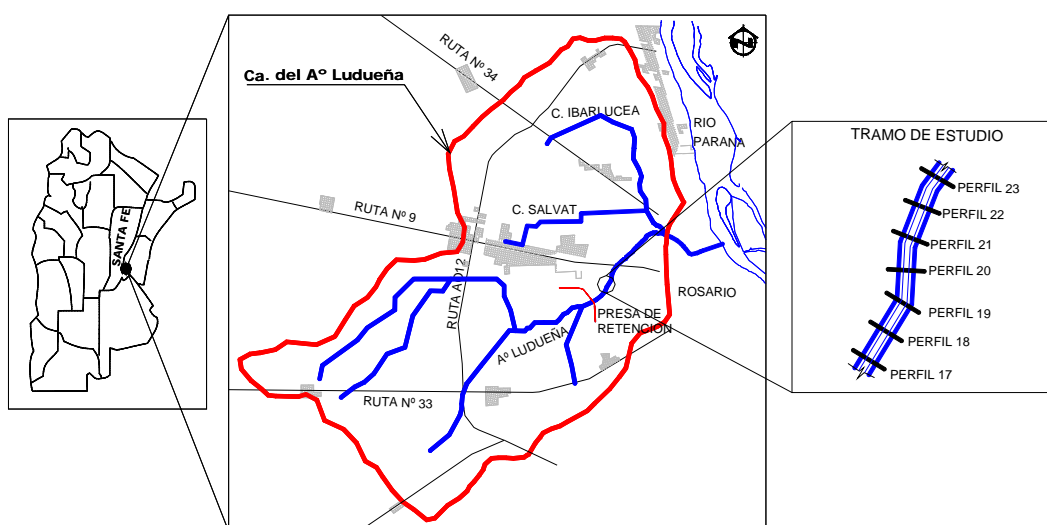 SANTA FE
Ca. del Aº Ludueña
RUTA Nº 34
C. IBARLUCEA
RIO
PARANA
RUTA Nº 9
C. SALVAT
RUTA A012
ROSARIO
PRESA DE
RETENCIÓN
Aº LUDUEÑA
RUTA Nº 33
TRAMO DE ESTUDIO
PERFIL 23
PERFIL 22
PERFIL 21
PERFIL 20
PERFIL 19
PERFIL 18
PERFIL 17